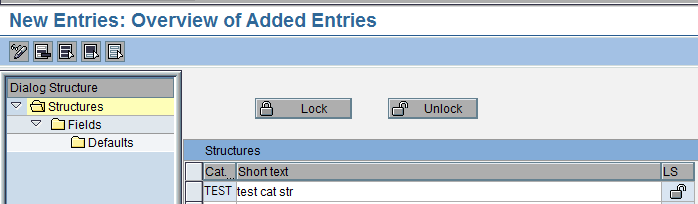 New Entries: Overview of Added Entries
Dialog Structure
Structures
Fields
Defaults
Lock Unlock
Structures
Cat... Short text LS
TEST test cat str